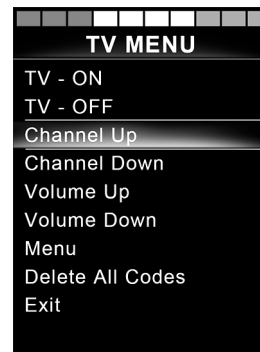 TV MENU
TV - ON
TV - OFF
Channel Up
Channel Down
Volume Up
Volume Down
Menu
Delete All Codes
Exit